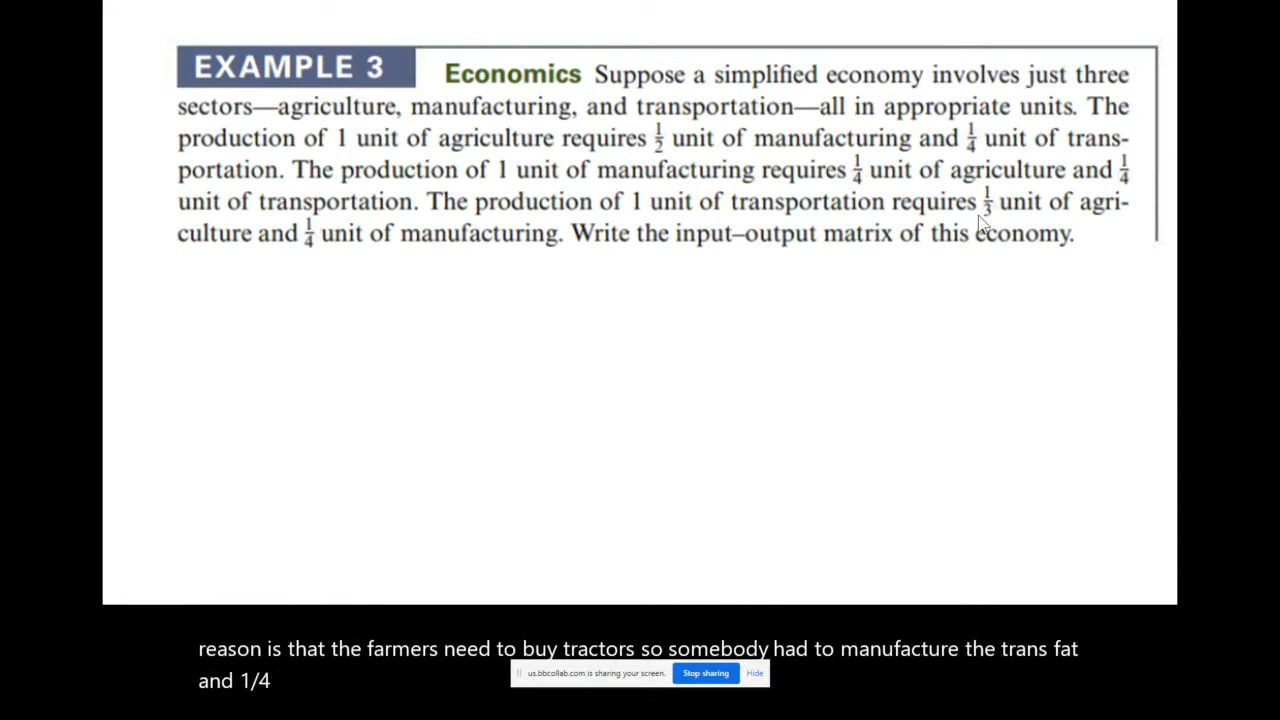 EXAMPLE 3 Economics Suppose a simplified economy involves just three
sectors—agriculture, manufacturing, and transportation—all in appropriate units. The
production of 1 unit of agriculture requires 1/2 unit of manufacturing and 1/4 unit of trans-
portation. The production of 1 unit of manufacturing requires 1/4 unit of agriculture and 1/4
unit of transportation. The production of 1 unit of transportation requires 1/3 unit of agri-
culture and 1/4 unit of manufacturing. Write the input–output matrix of this economy.
reason is that the farmers need to buy tractors so somebody had to manufacture the trans fat
and 1/4
us.bbcollab.com is sharing your screen. Stop sharing Hide